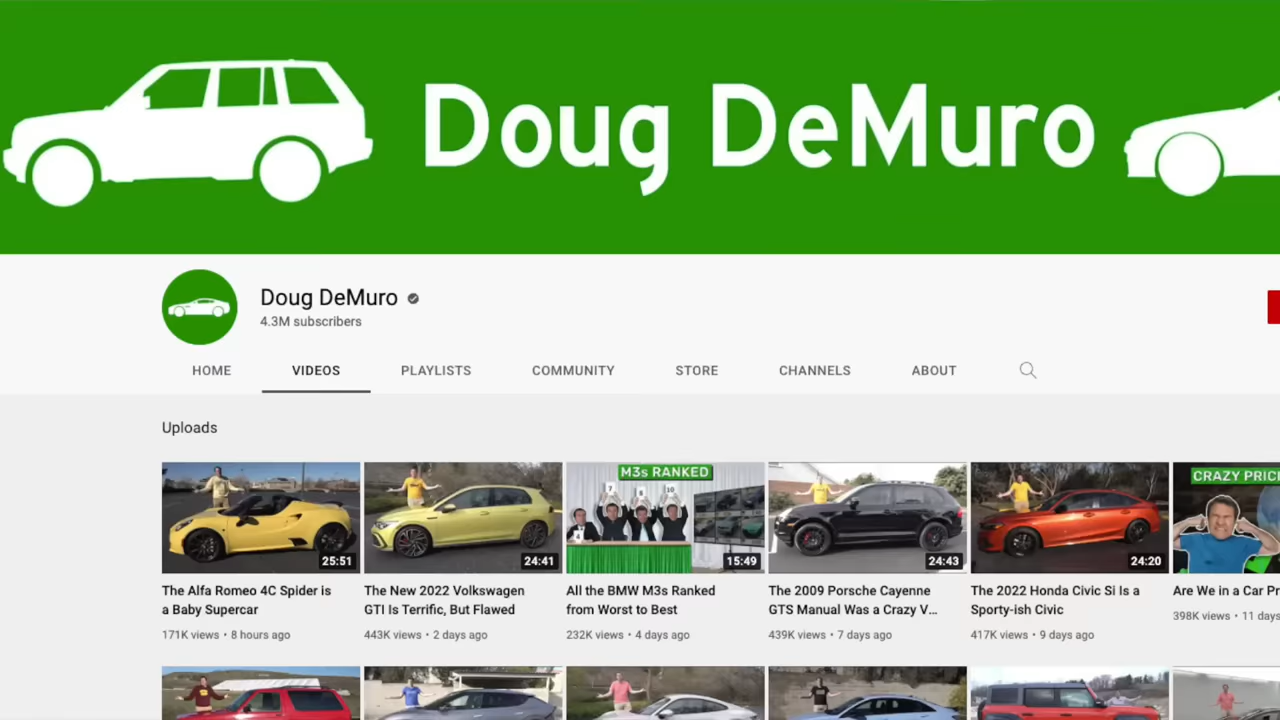 Doug DeMuro
Doug DeMuro
4.3M subscribers
HOME VIDEOS PLAYLISTS COMMUNITY STORE CHANNELS ABOUT
Uploads
M3s RANKED
CRAZY PRIC
7 8 10
4
25:51 24:41 15:49 24:43 24:20
The Alfa Romeo 4C Spider is
a Baby Supercar
171K views • 8 hours ago
The New 2022 Volkswagen
GTI Is Terrific, But Flawed
443K views • 2 days ago
All the BMW M3s Ranked
from Worst to Best
232K views • 4 days ago
The 2009 Porsche Cayenne
GTS Manual Was a Crazy V...
439K views • 7 days ago
The 2022 Honda Civic Si Is a
Sporty-ish Civic
417K views • 9 days ago
Are We in a Car Pr
398K views • 11 days